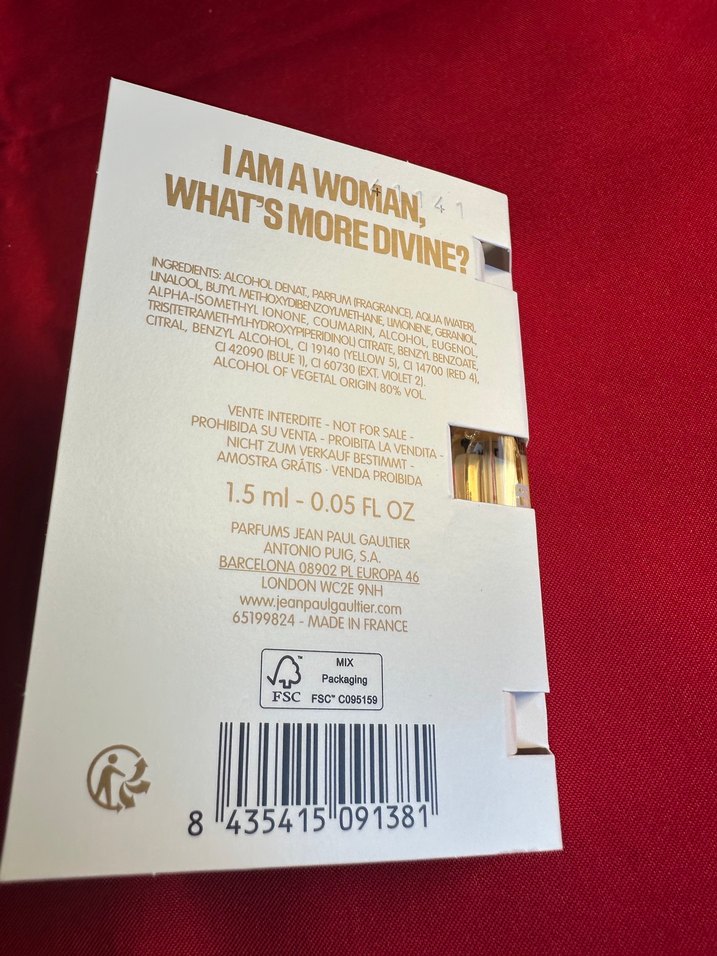 41141
I AM A WOMAN,
WHAT'S MORE DIVINE?
INGREDIENTS: ALCOHOL DENAT., PARFUM (FRAGRANCE), AQUA (WATER),
LINALOOL, BUTYL METHOXYDIBENZOYLMETHANE, LIMONENE, GERANIOL,
ALPHA-ISOMETHYL IONONE, COUMARIN, ALCOHOL, EUGENOL,
TRIS(TETRAMETHYLHYDROXYPIPERIDINOL) CITRATE, BENZYL BENZOATE,
CITRAL, BENZYL ALCOHOL, CI 19140 (YELLOW 5), CI 14700 (RED 4),
CI 42090 (BLUE 1), CI 60730 (EXT. VIOLET 2).
ALCOHOL OF VEGETAL ORIGIN 80% VOL.
VENTE INTERDITE - NOT FOR SALE -
PROHIBIDA SU VENTA - PROIBITA LA VENDITA -
NICHT ZUM VERKAUF BESTIMMT -
AMOSTRA GRÁTIS · VENDA PROIBIDA
1.5 ml - 0.05 FL OZ
PARFUMS JEAN PAUL GAULTIER
ANTONIO PUIG, S.A.
BARCELONA 08902 PL EUROPA 46
LONDON WC2E 9NH
www.jeanpaulgaultier.com
65199824 - MADE IN FRANCE
FSC™
MIX
Packaging
FSC™ C095159
8 435415 091381